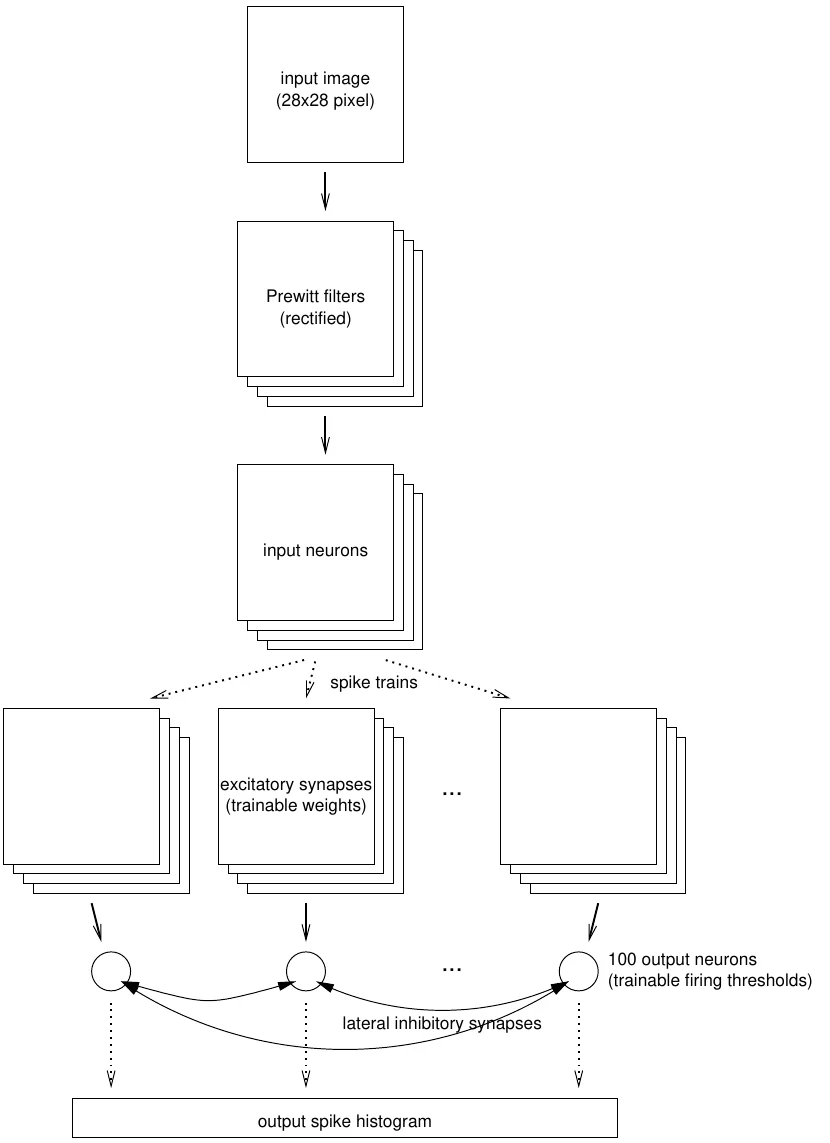 input image
(28x28 pixel)
Prewitt filters
(rectified)
input neurons
spike trains
excitatory synapses
(trainable weights)
...
...
100 output neurons
(trainable firing thresholds)
lateral inhibitory synapses
output spike histogram